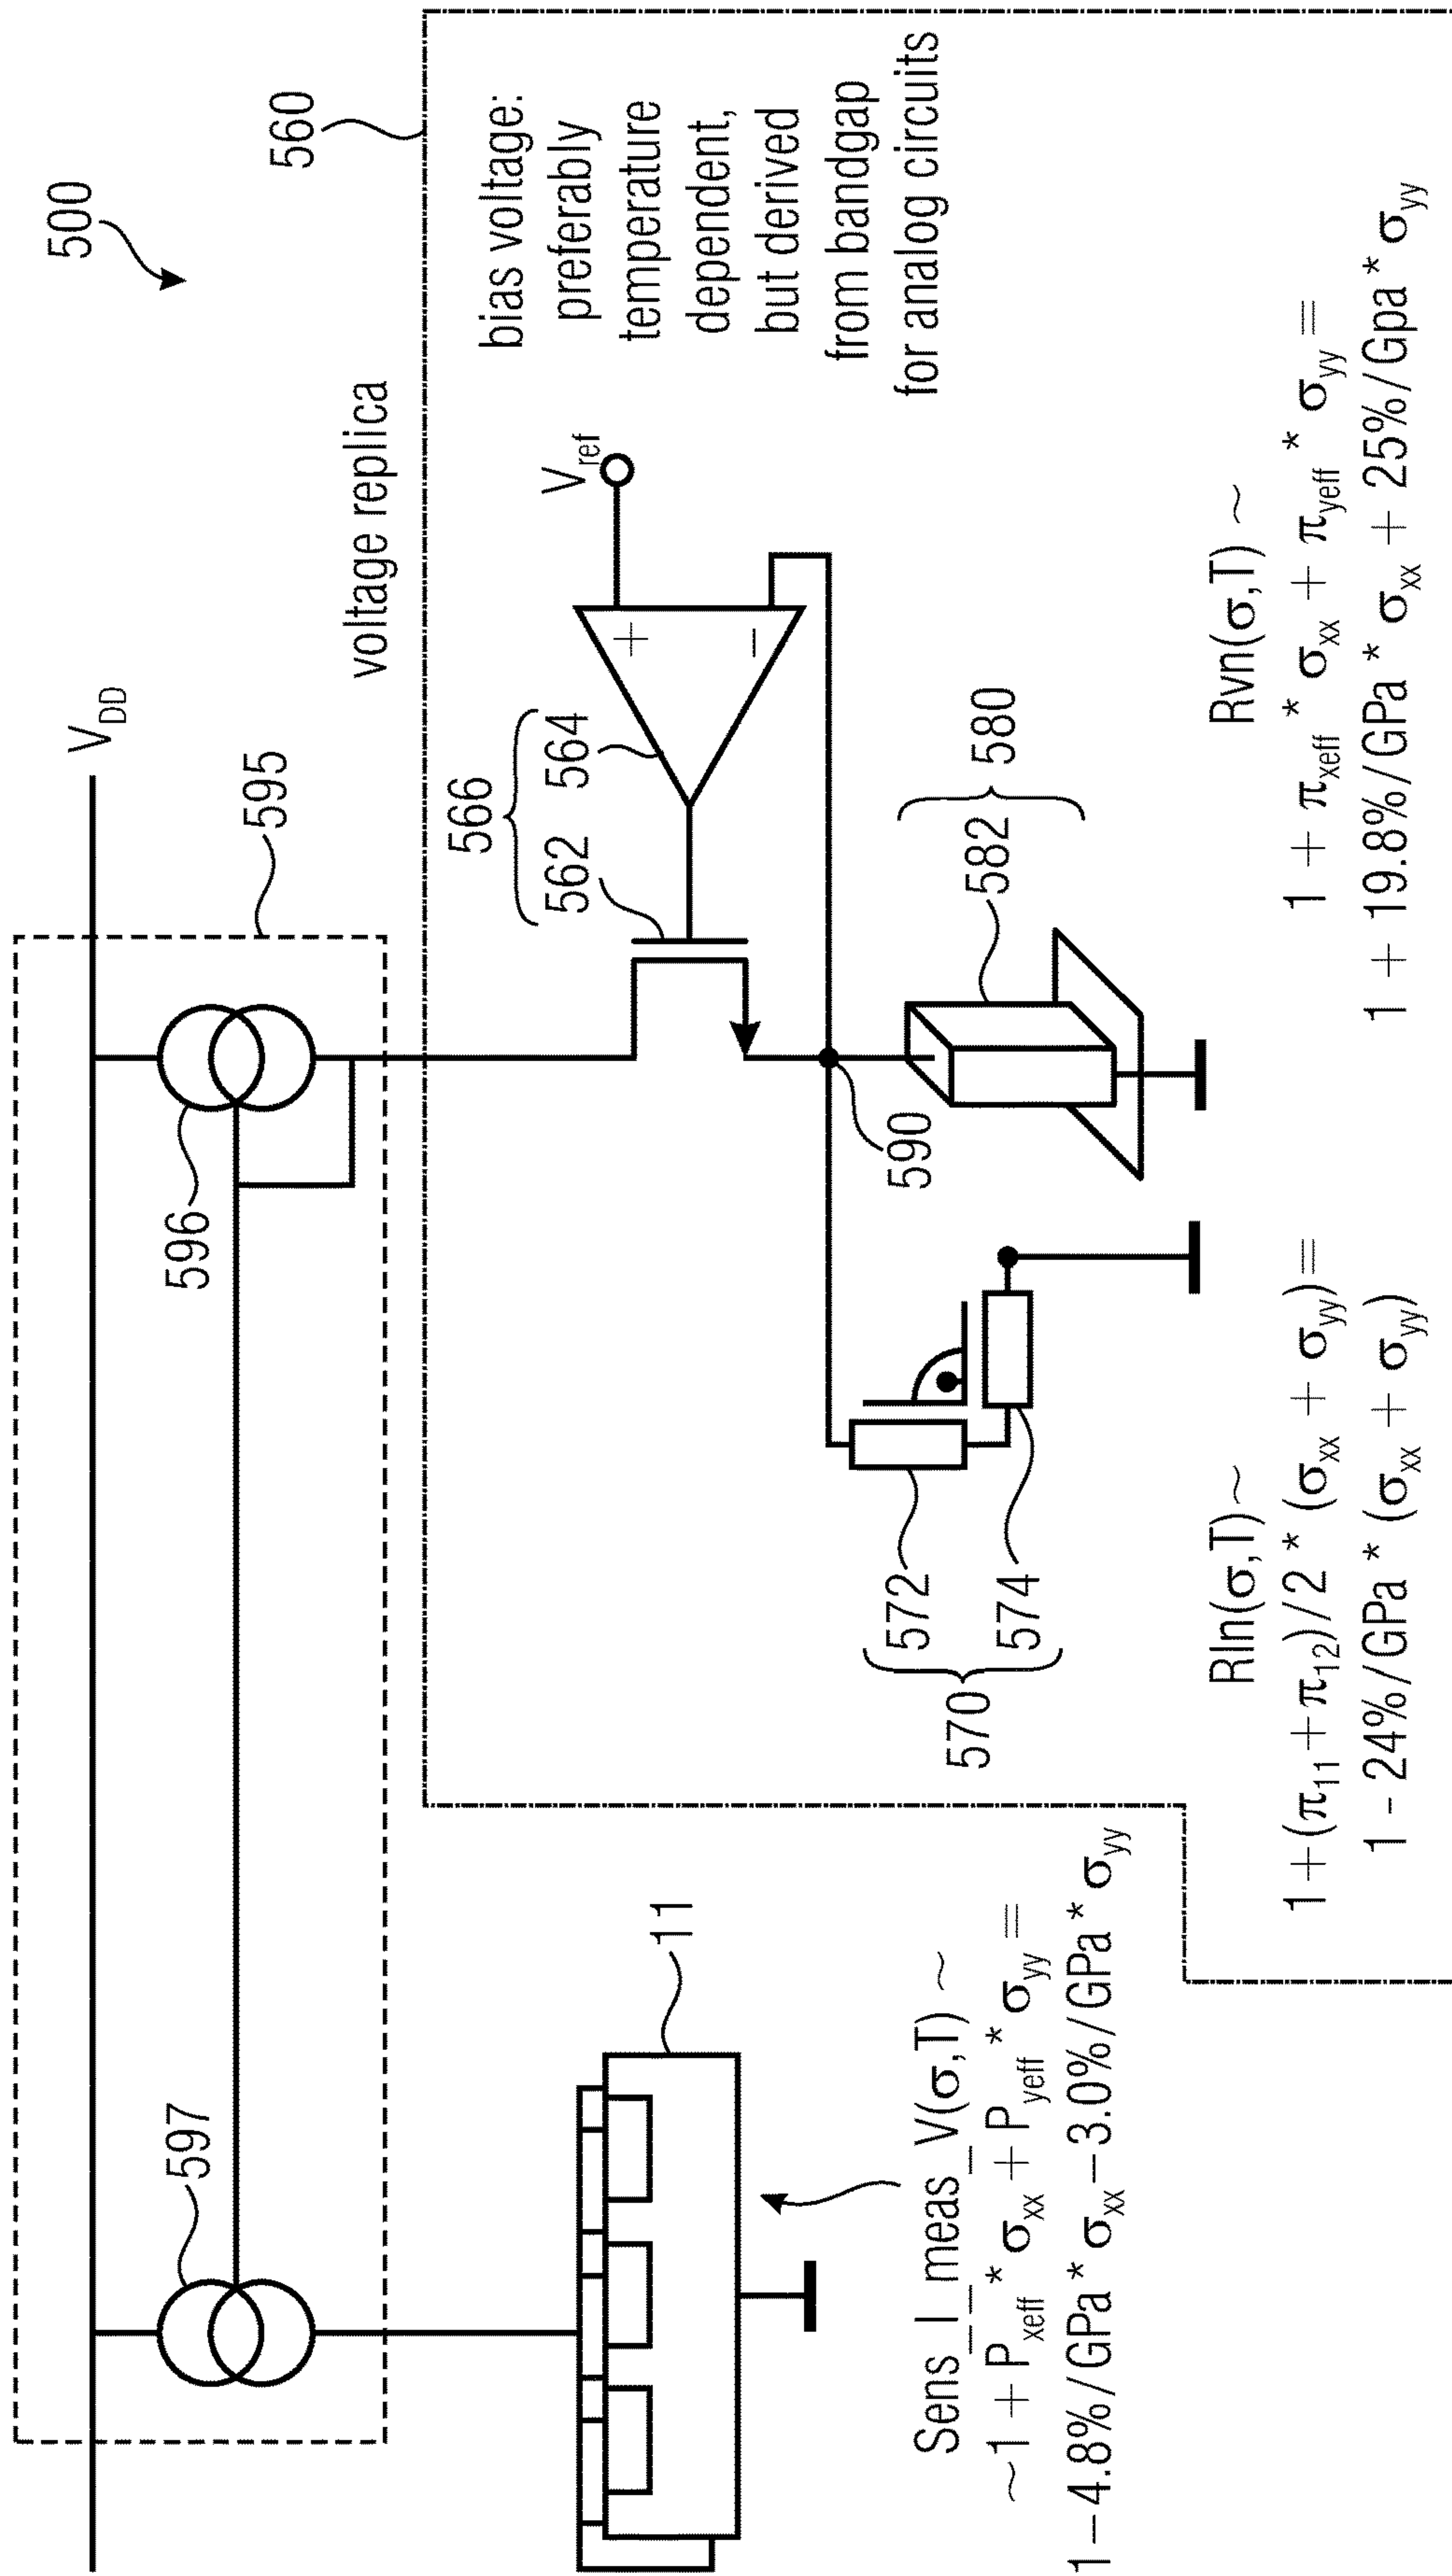 500
V_DD
595
596
597
voltage replica
560
bias voltage:
preferably
temperature
dependent,
but derived
from bandgap
for analog circuits
V_ref
566
562 564
+
−
590
582
580
572
574
570
11
Sens_I_meas_V(σ,T) ~
~1 + P_xeff * σ_xx + P_yeff * σ_yy =
1−4.8%/GPa * σ_xx −3.0%/GPa * σ_yy
Rln(σ,T) ~
1+(π_11+π_12)/2 * (σ_xx + σ_yy)=
1 - 24%/GPa * (σ_xx + σ_yy)
Rvn(σ,T) ~
1 + π_xeff * σ_xx + π_yeff * σ_yy =
1 + 19.8%/GPa * σ_xx + 25%/Gpa * σ_yy